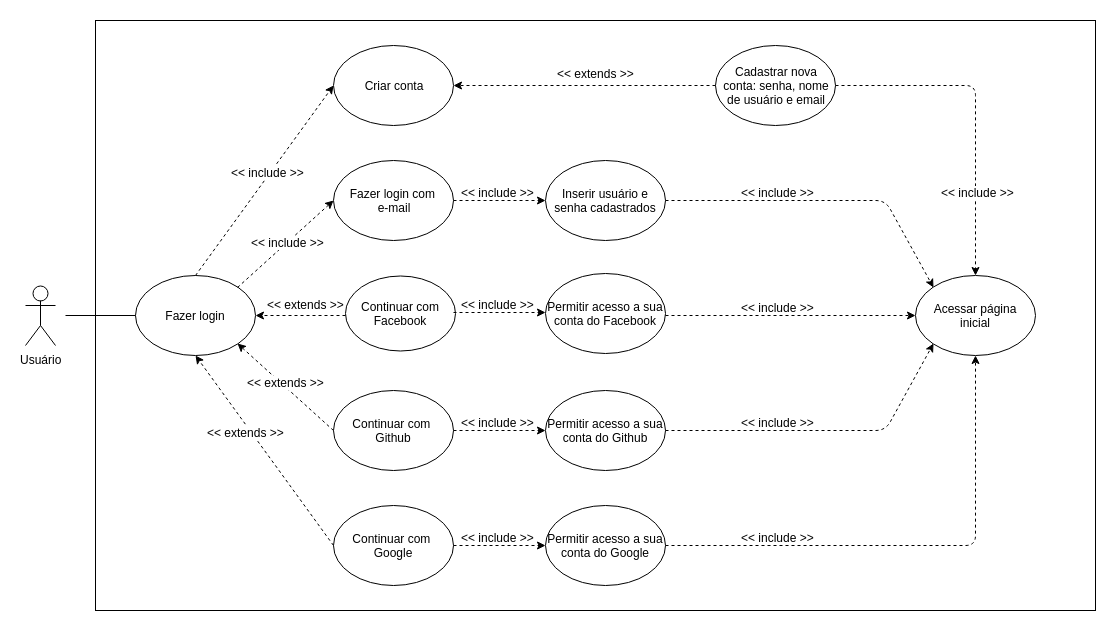 << extends >>
Criar conta
Cadastrar nova
conta: senha, nome
de usuário e email
<< include >>
Fazer login com
e-mail
<< include >>
Inserir usuário e
senha cadastrados
<< include >>
<< include >>
<< include >>
Usuário
Fazer login
<< extends >>
Continuar com
Facebook
<< include >>
Permitir acesso a sua
conta do Facebook
<< include >>
Acessar página
inicial
<< extends >>
Continuar com
Github
<< include >>
Permitir acesso a sua
conta do Github
<< include >>
<< extends >>
Continuar com
Google
<< include >>
Permitir acesso a sua
conta do Google
<< include >>